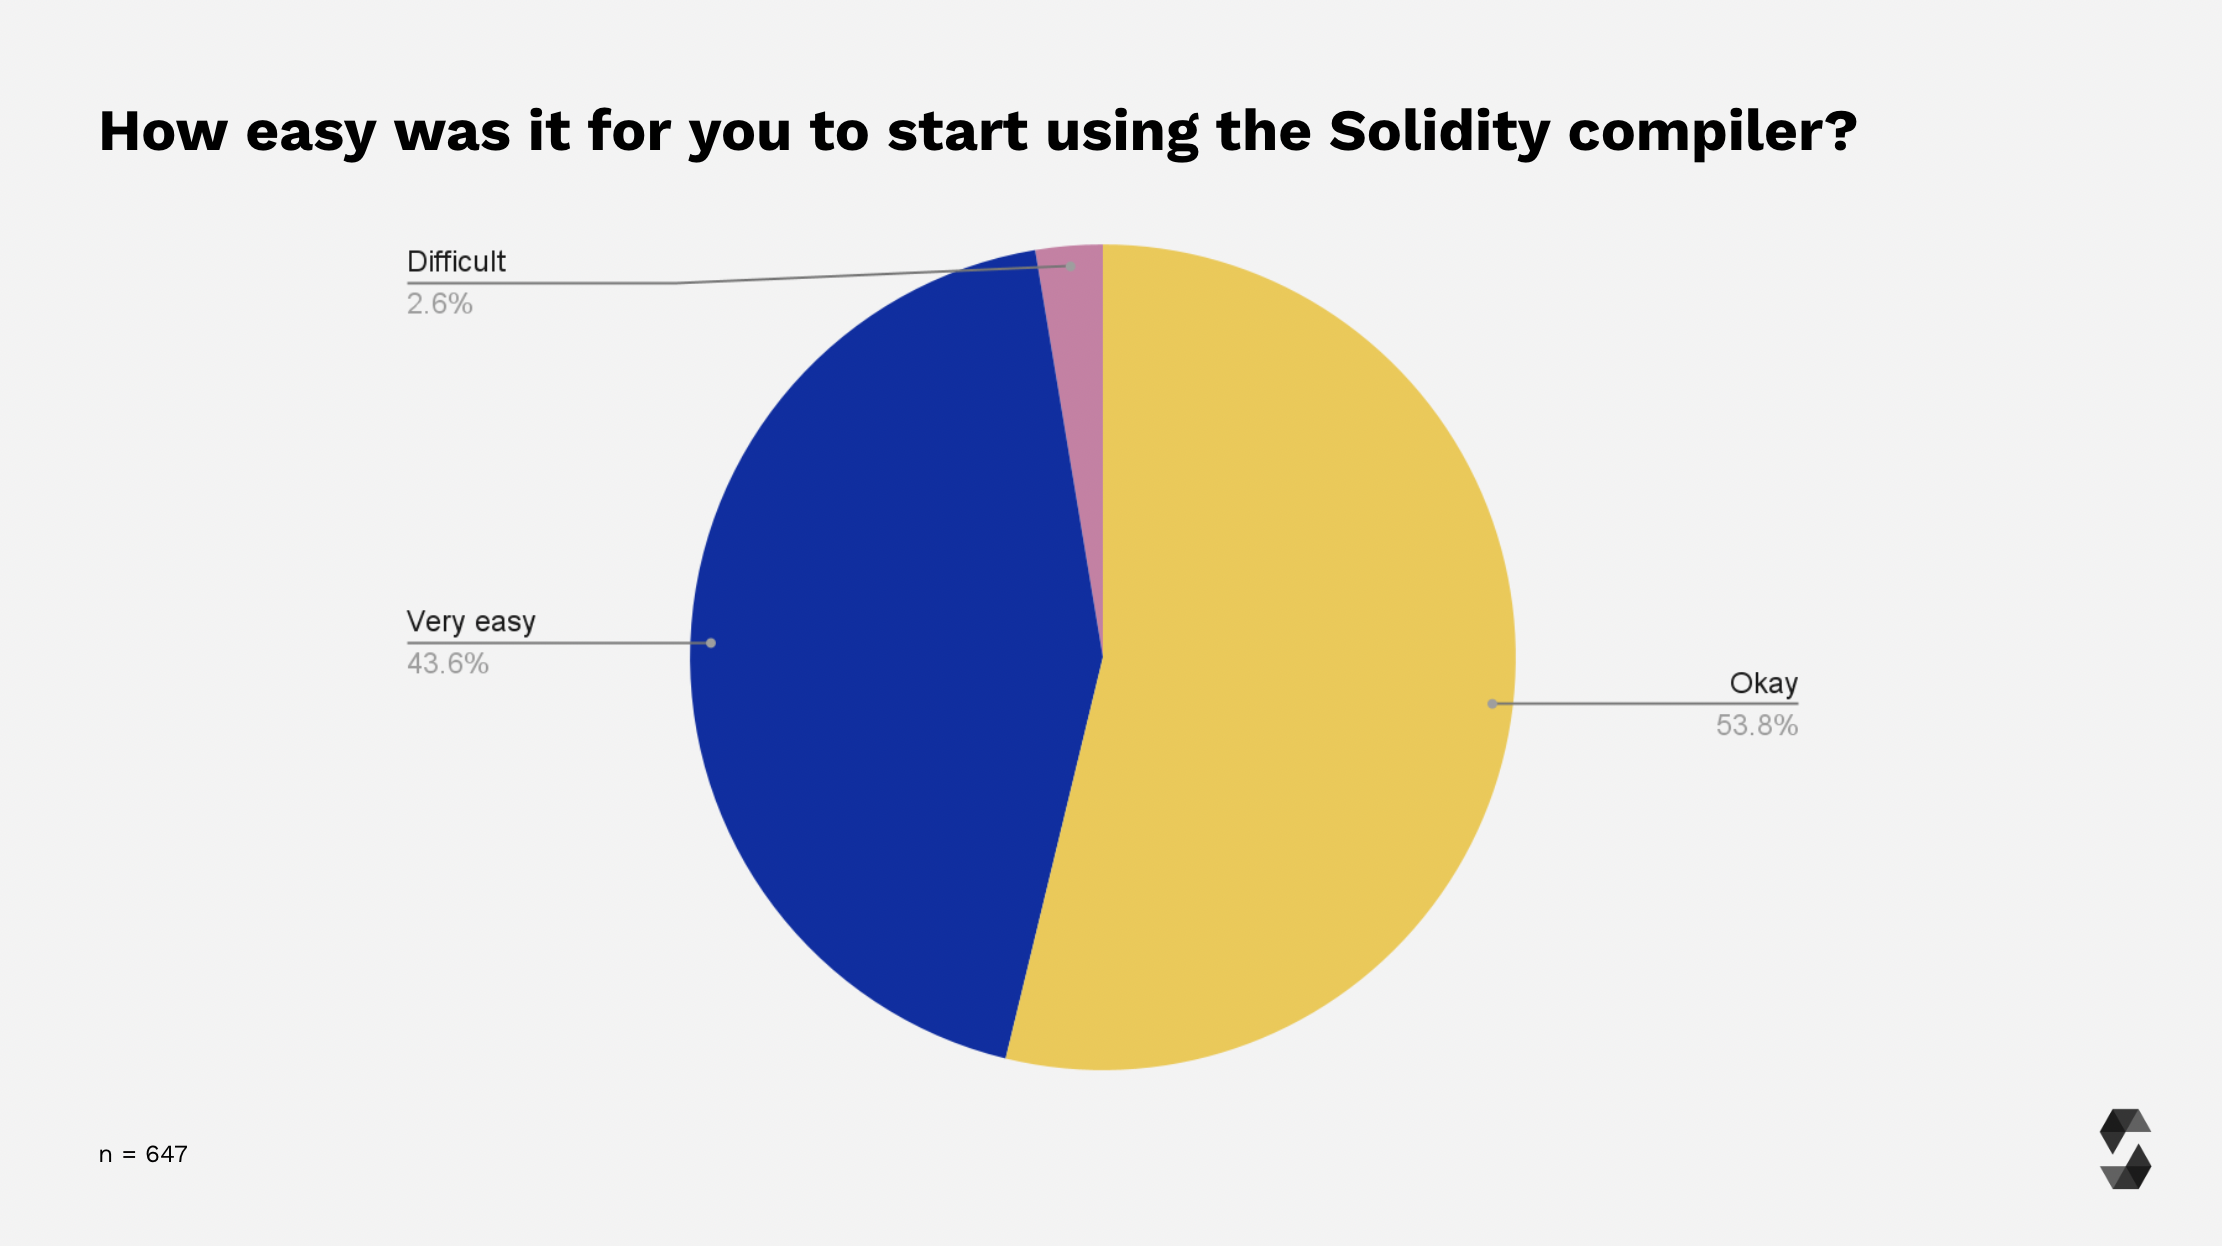 How easy was it for you to start using the Solidity compiler?
Difficult
2.6%
Very easy
43.6%
Okay
53.8%
n = 647